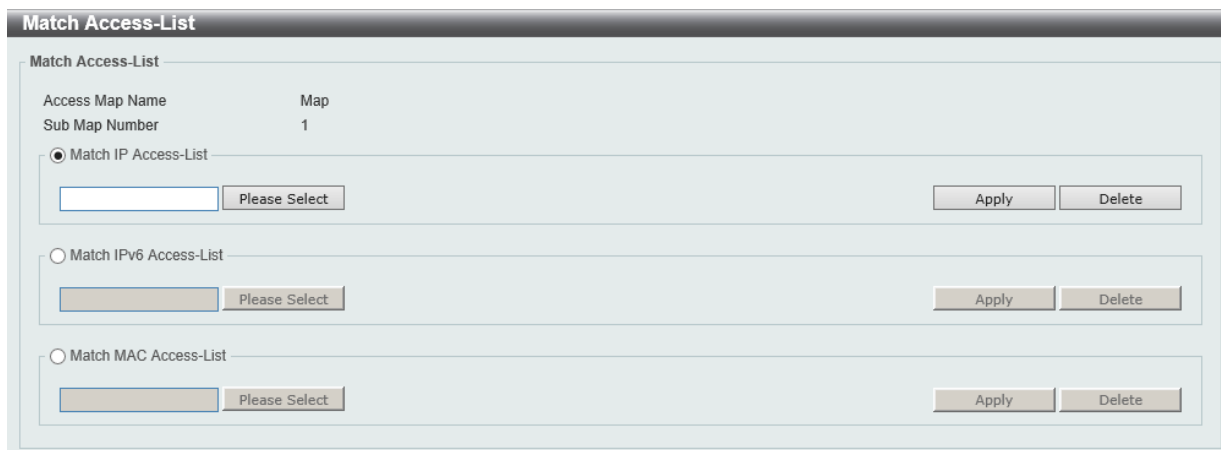 Match Access-List
Match Access-List
Access Map Name Map
Sub Map Number 1
Match IP Access-List
Please Select Apply Delete
Match IPv6 Access-List
Please Select Apply Delete
Match MAC Access-List
Please Select Apply Delete